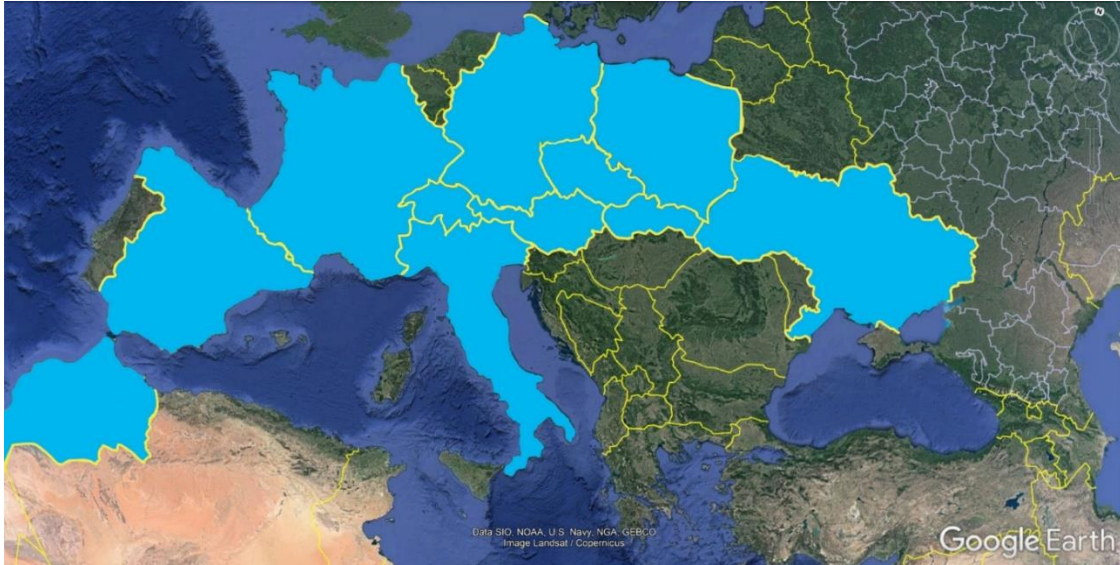 N
Data SIO, NOAA, U.S. Navy, NGA, GEBCO
Image Landsat / Copernicus
Google Earth